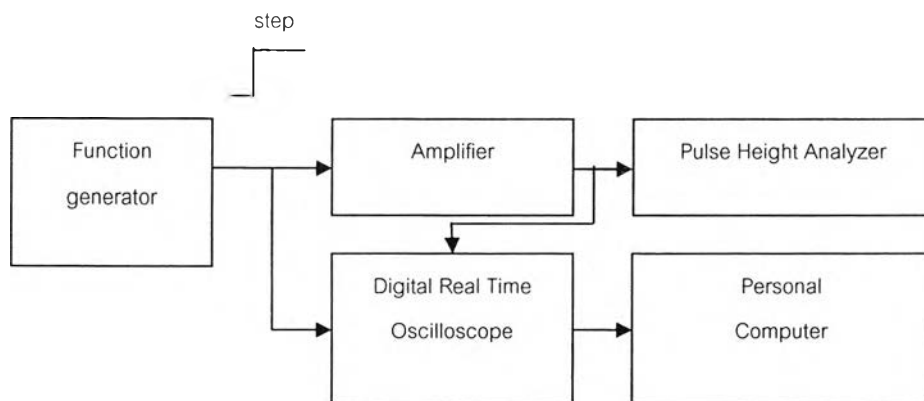 step
Function
generator
Amplifier
Pulse Height Analyzer
Digital Real Time
Oscilloscope
Personal
Computer